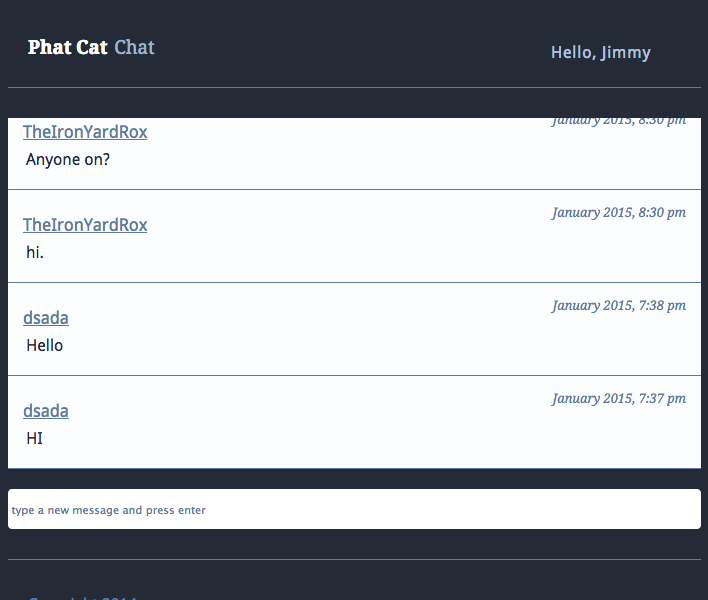 Phat Cat Chat
Hello, Jimmy
January 2015, 8:30 pm
TheIronYardRox
Anyone on?
January 2015, 8:30 pm
TheIronYardRox
hi.
January 2015, 7:38 pm
dsada
Hello
January 2015, 7:37 pm
dsada
HI
type a new message and press enter
Copyright 2014